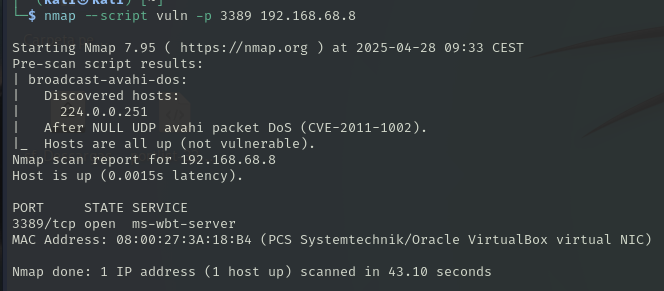 └─$ nmap --script vuln -p 3389 192.168.68.8
Starting Nmap 7.95 ( https://nmap.org ) at 2025-04-28 09:33 CEST
Pre-scan script results:
| broadcast-avahi-dos:
|   Discovered hosts:
|     224.0.0.251
|   After NULL UDP avahi packet DoS (CVE-2011-1002).
|_  Hosts are all up (not vulnerable).
Nmap scan report for 192.168.68.8
Host is up (0.0015s latency).
PORT     STATE SERVICE
3389/tcp open  ms-wbt-server
MAC Address: 08:00:27:3A:18:B4 (PCS Systemtechnik/Oracle VirtualBox virtual NIC)
Nmap done: 1 IP address (1 host up) scanned in 43.10 seconds